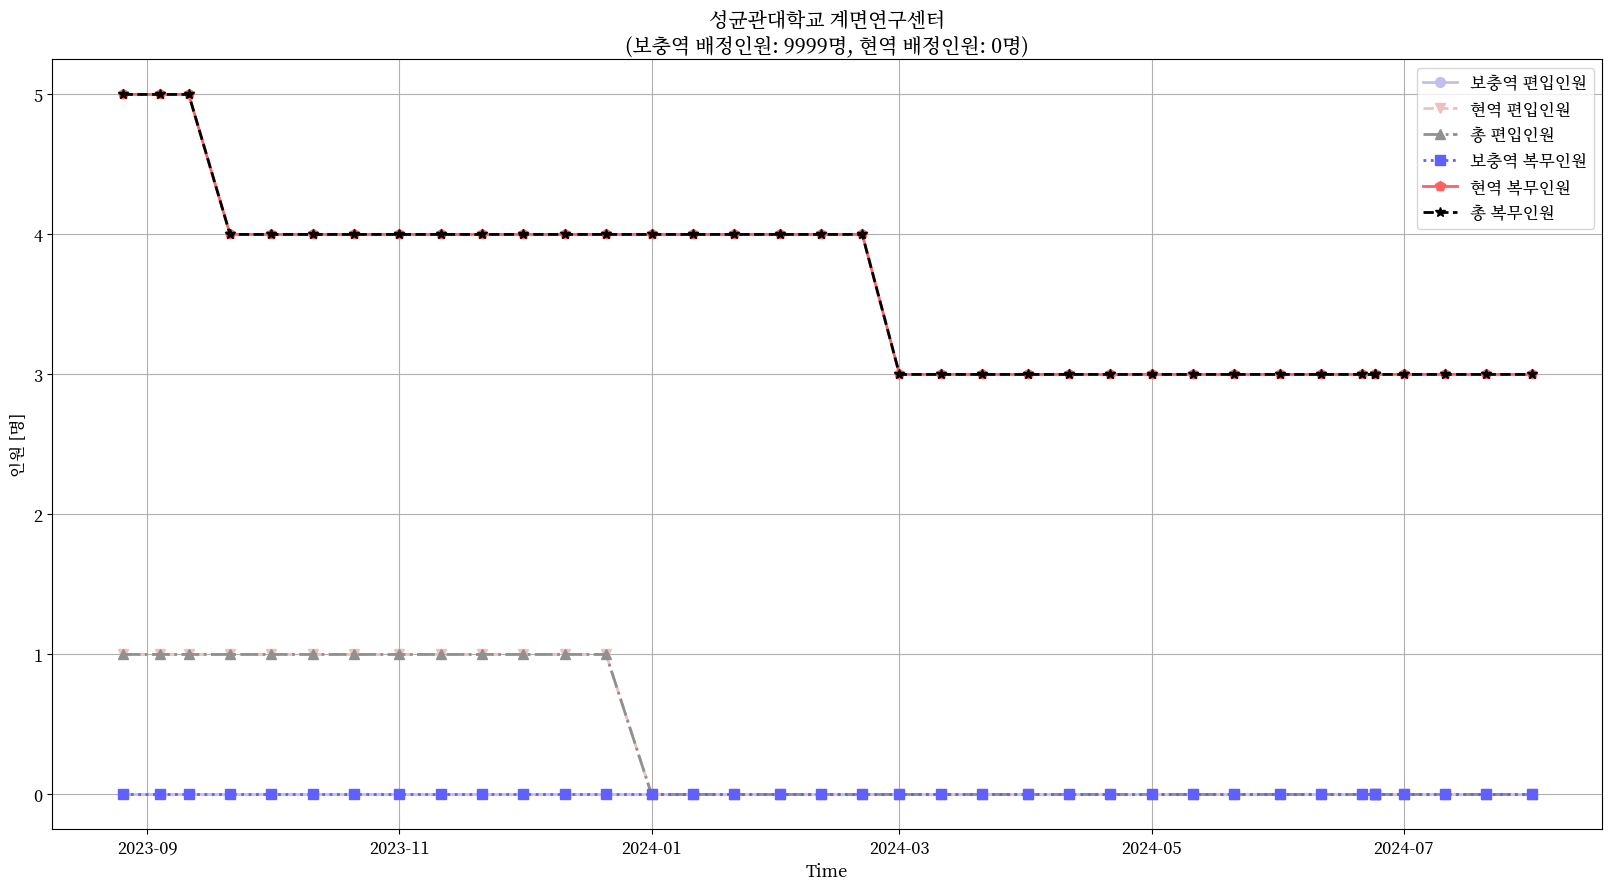 성균관대학교 계면연구센터
(보충역 배정인원: 9999명, 현역 배정인원: 0명)
보충역 편입인원
현역 편입인원
총 편입인원
보충역 복무인원
현역 복무인원
총 복무인원
인원 [명]
5
4
3
2
1
0
2023-09
2023-11
2024-01
2024-03
2024-05
2024-07
Time